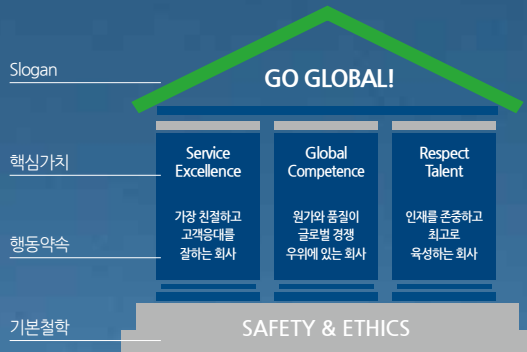 Slogan
GO GLOBAL!
핵심가치
Service
Excellence
Global
Competence
Respect
Talent
행동약속
가장 친절하고
고객응대를
잘하는 회사
원가와 품질이
글로벌 경쟁
우위에 있는 회사
인재를 존중하고
최고로
육성하는 회사
기본철학
SAFETY & ETHICS